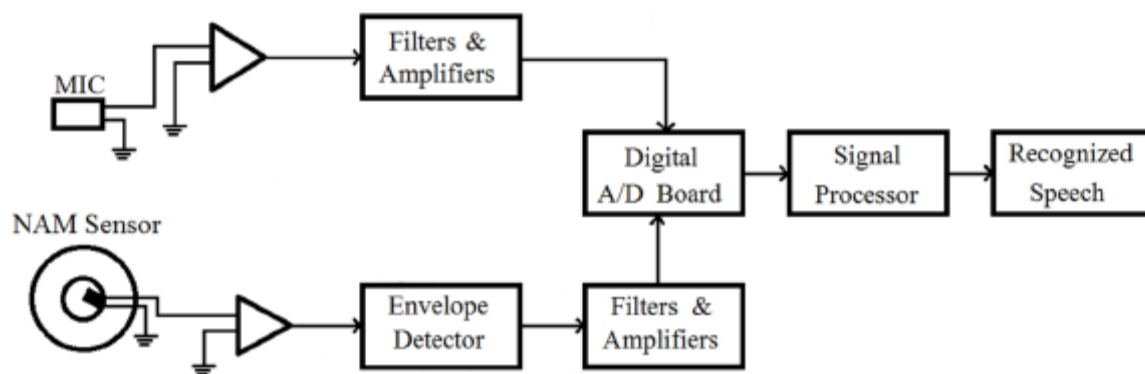 Filters &
Amplifiers
MIC
Digital
A/D Board
Signal
Processor
Recognized
Speech
NAM Sensor
Envelope
Detector
Filters &
Amplifiers